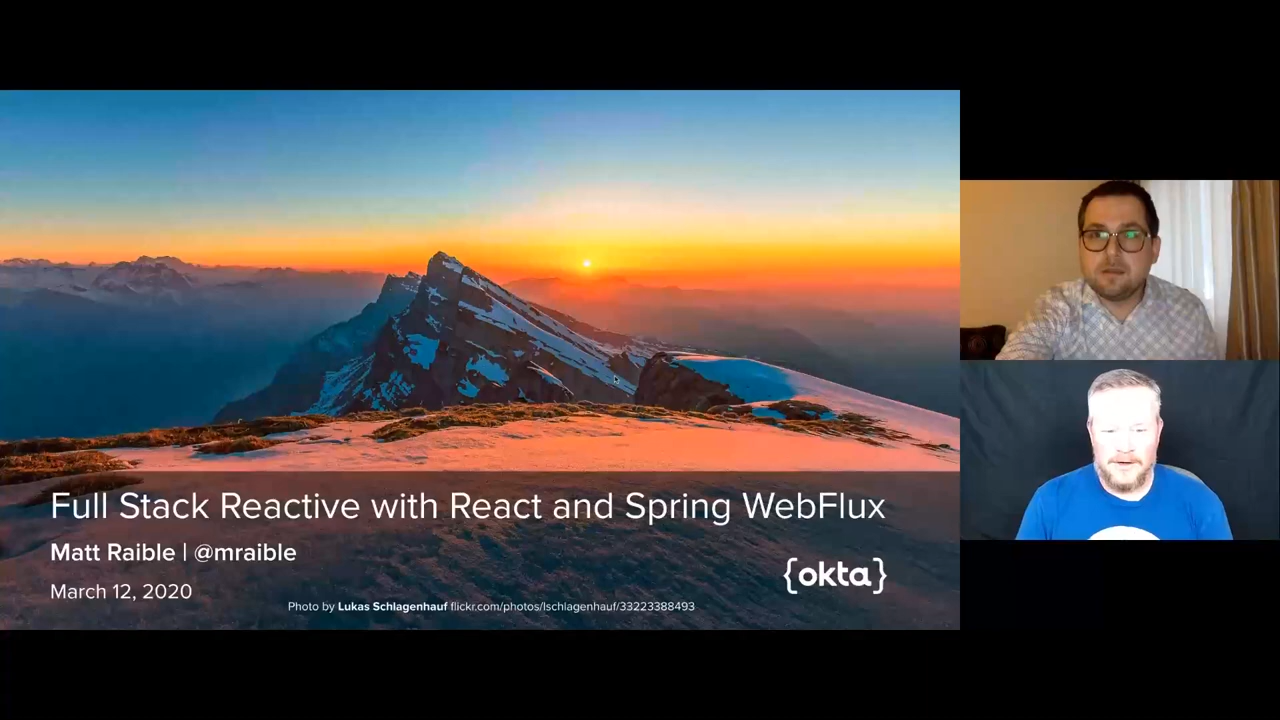 Full Stack Reactive with React and Spring WebFlux
Matt Raible | @mraible
March 12, 2020
{okta}
Photo by Lukas Schlagenhauf flickr.com/photos/lschlagenhauf/33223388493